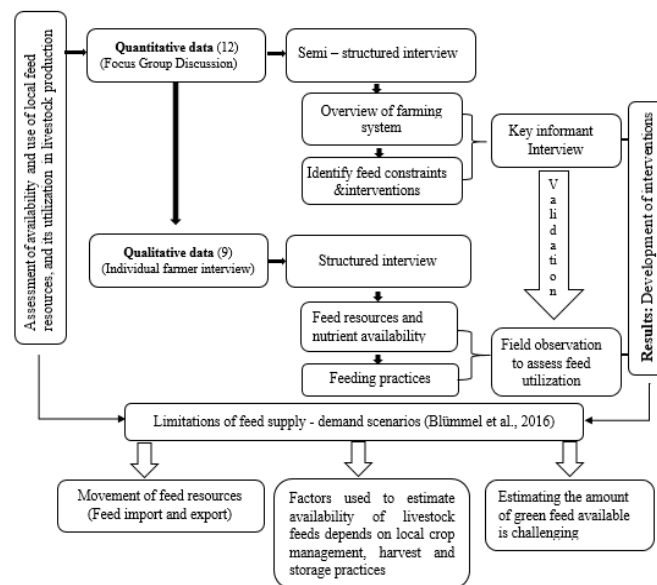 Assessment of availability and use of local feed
resources, and its utilization in livestock production
Quantitative data (12)
(Focus Group Discussion)
Semi – structured interview
Overview of farming
system
Identify feed constraints
&interventions
Key informant
Interview
Validation
Results: Development of interventions
Qualitative data (9)
(Individual farmer interview)
Structured interview
Feed resources and
nutrient availability
Feeding practices
Field observation
to assess feed
utilization
Limitations of feed supply - demand scenarios (Blümmel et al., 2016)
Movement of feed resources
(Feed import and export)
Factors used to estimate
availability of livestock
feeds depends on local crop
management, harvest and
storage practices
Estimating the amount
of green feed available
is challenging